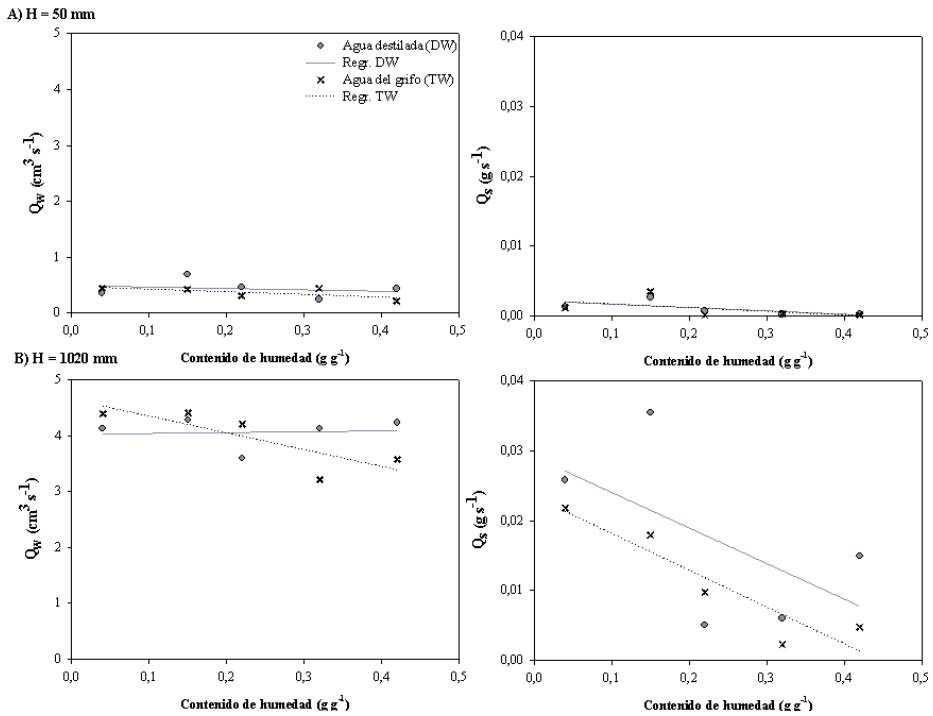 A) H = 50 mm
5
4
3
2
1
0
Q_W (cm³ s⁻¹)
Agua destilada (DW)
Regr. DW
Agua del grifo (TW)
Regr. TW
0,0 0,1 0,2 0,3 0,4 0,5
Contenido de humedad (g g⁻¹)
0,04
0,03
0,02
0,01
0,00
Q_s (g s⁻¹)
0,0 0,1 0,2 0,3 0,4 0,5
Contenido de humedad (g g⁻¹)
B) H = 1020 mm
5
4
3
2
1
0
Q_W (cm³ s⁻¹)
0,0 0,1 0,2 0,3 0,4 0,5
Contenido de humedad (g g⁻¹)
0,04
0,03
0,02
0,01
0,00
Q_s (g s⁻¹)
0,0 0,1 0,2 0,3 0,4 0,5
Contenido de humedad (g g⁻¹)